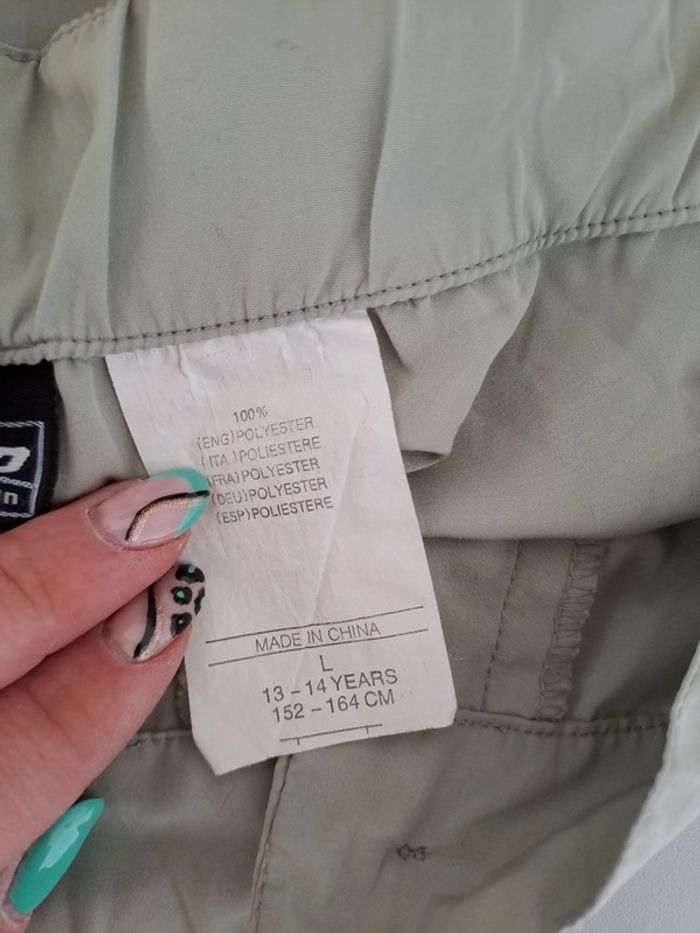 100%
(ENG)POLYESTER
(ITA )POLIESTERE
(FRA)POLYESTER
(DEU)POLYESTER
(ESP)POLIESTERE
MADE IN CHINA
L
13 - 14 YEARS
152 - 164 CM